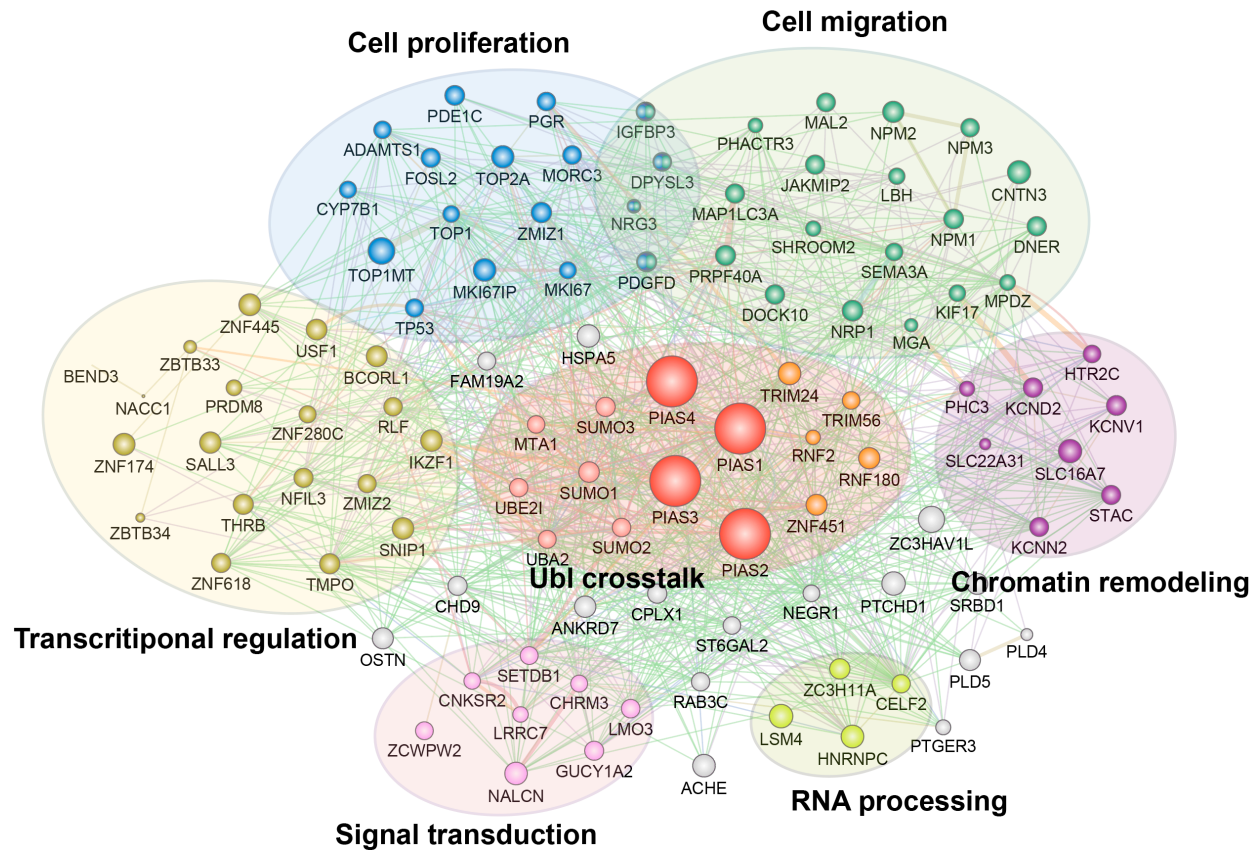 Cell migration
Cell proliferation
PDE1C
PGR
IGFBP3
MAL2
NPM2
PHACTR3
NPM3
ADAMTS1
FOSL2
TOP2A
MORC3
DPYSL3
JAKMIP2
LBH
CNTN3
CYP7B1
MAP1LC3A
TOP1
ZMIZ1
NRG3
SHROOM2
NPM1
DNER
TOP1MT
MKI67IP
MKI67
PDGFD
PRPF40A
SEMA3A
TP53
DOCK10
NRP1
KIF17
MPDZ
MGA
ZNF445
USF1
ZBTB33
BCORL1
FAM19A2
HSPA5
HTR2C
BEND3
NACC1
PRDM8
ZNF280C
RLF
PIAS4
TRIM24
TRIM56
PHC3
KCND2
KCNV1
MTA1
SUMO3
PIAS1
RNF2
ZNF174
SALL3
IKZF1
SLC22A31
SLC16A7
RNF180
NFIL3
ZMIZ2
SUMO1
UBE2I
PIAS3
ZNF451
STAC
THRB
ZBTB34
SNIP1
UBA2
SUMO2
PIAS2
ZC3HAV1L
KCNN2
ZNF618
TMPO
Ubl crosstalk
Chromatin remodeling
CHD9
ANKRD7
CPLX1
NEGR1
PTCHD1
SRBD1
Transcritiponal regulation
OSTN
ST6GAL2
PLD4
SETDB1
PLD5
CNKSR2
CHRM3
RAB3C
ZC3H11A
CELF2
LRRC7
LMO3
ZCWPW2
LSM4
PTGER3
GUCY1A2
HNRNPC
NALCN
ACHE
RNA processing
Signal transduction